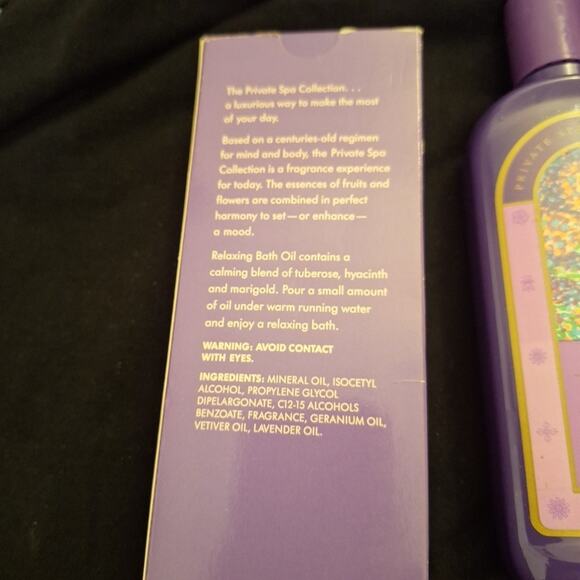 The Private Spa Collection. . .
a luxurious way to make the most
of your day.
Based on a centuries-old regimen
for mind and body, the Private Spa
Collection is a fragrance experience
for today. The essences of fruits and
flowers are combined in perfect
harmony to set—or enhance—
a mood.
Relaxing Bath Oil contains a
calming blend of tuberose, hyacinth
and marigold. Pour a small amount
of oil under warm running water
and enjoy a relaxing bath.
WARNING: AVOID CONTACT
WITH EYES.
INGREDIENTS: MINERAL OIL, ISOCETYL
ALCOHOL, PROPYLENE GLYCOL
DIPELARGONATE, C12-15 ALCOHOLS
BENZOATE, FRAGRANCE, GERANIUM OIL,
VETIVER OIL, LAVENDER OIL.
PRIVATE